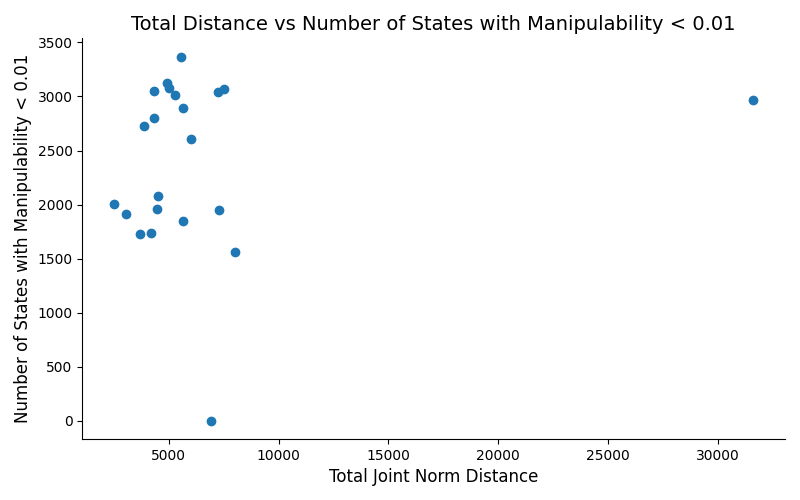 Total Distance vs Number of States with Manipulability < 0.01
3500
3000
2500
2000
1500
1000
500
0
Number of States with Manipulability < 0.01
5000 10000 15000 20000 25000 30000
Total Joint Norm Distance